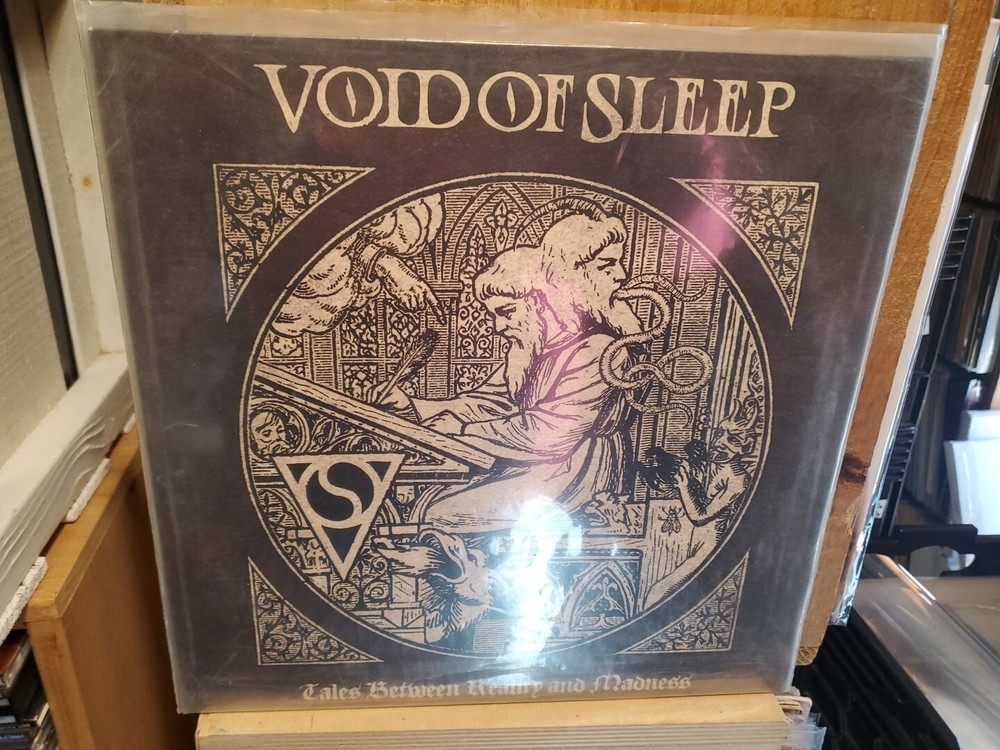 VOID OF SLEEP
S
Tales Between Reality and Madness